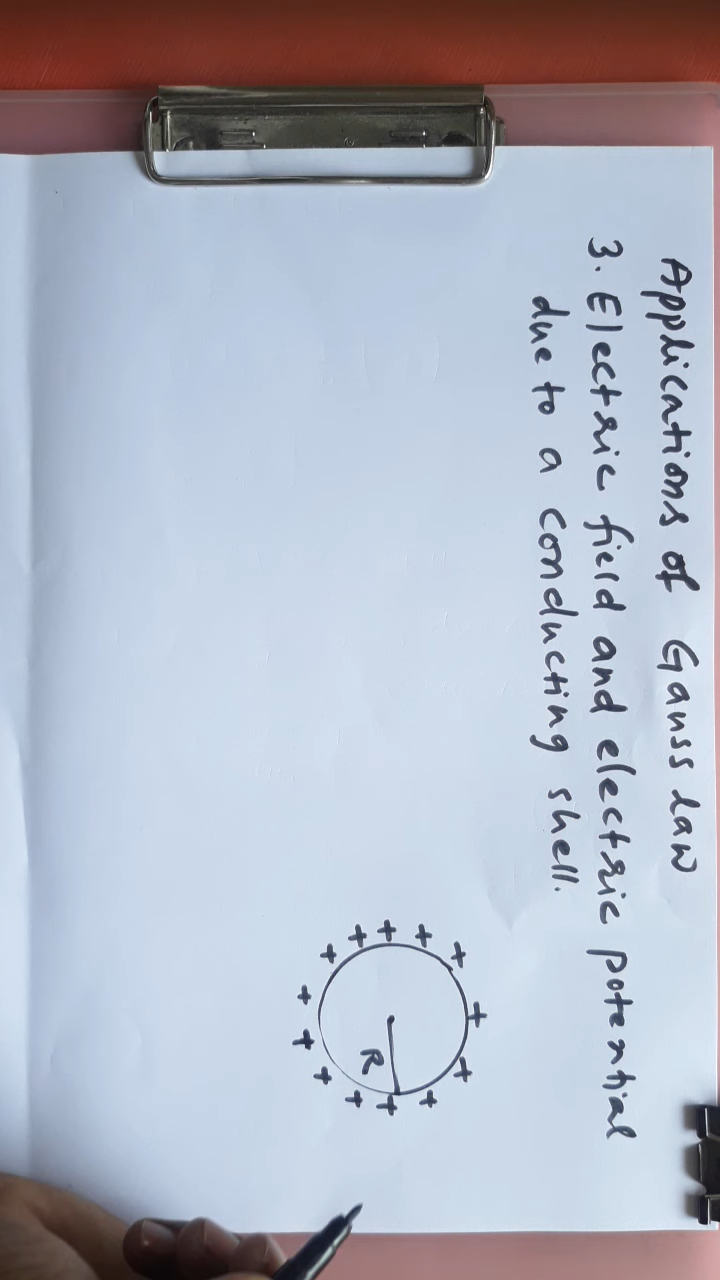 Applications of Gauss law
3. Electric field and electric potential
due to a conducting shell.
+ + + + + + + + + + + + + +
R